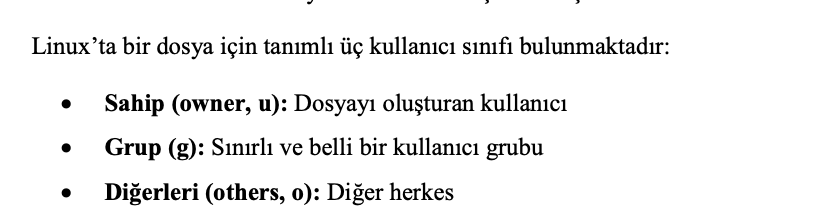 Linux’ta bir dosya için tanımlı üç kullanıcı sınıfı bulunmaktadır:
• Sahip (owner, u): Dosyayı oluşturan kullanıcı
• Grup (g): Sınırlı ve belli bir kullanıcı grubu
• Diğerleri (others, o): Diğer herkes